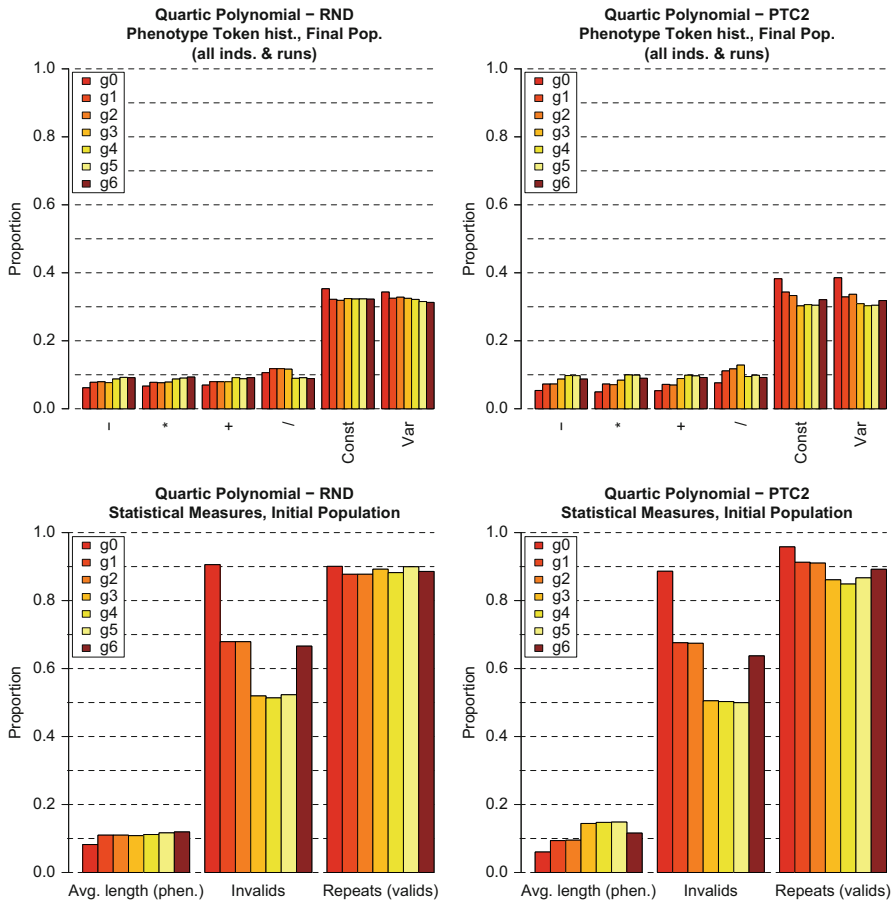 Quartic Polynomial − RND
Phenotype Token hist., Final Pop.
(all inds. & runs)
Proportion
1.0
0.8
0.6
0.4
0.2
0.0
g0
g1
g2
g3
g4
g5
g6
−
*
+
/
Const
Var
Quartic Polynomial − PTC2
Phenotype Token hist., Final Pop.
(all inds. & runs)
Proportion
1.0
0.8
0.6
0.4
0.2
0.0
g0
g1
g2
g3
g4
g5
g6
−
*
+
/
Const
Var
Quartic Polynomial − RND
Statistical Measures, Initial Population
Proportion
1.0
0.8
0.6
0.4
0.2
0.0
g0
g1
g2
g3
g4
g5
g6
Avg. length (phen.)
Invalids
Repeats (valids)
Quartic Polynomial − PTC2
Statistical Measures, Initial Population
Proportion
1.0
0.8
0.6
0.4
0.2
0.0
g0
g1
g2
g3
g4
g5
g6
Avg. length (phen.)
Invalids
Repeats (valids)